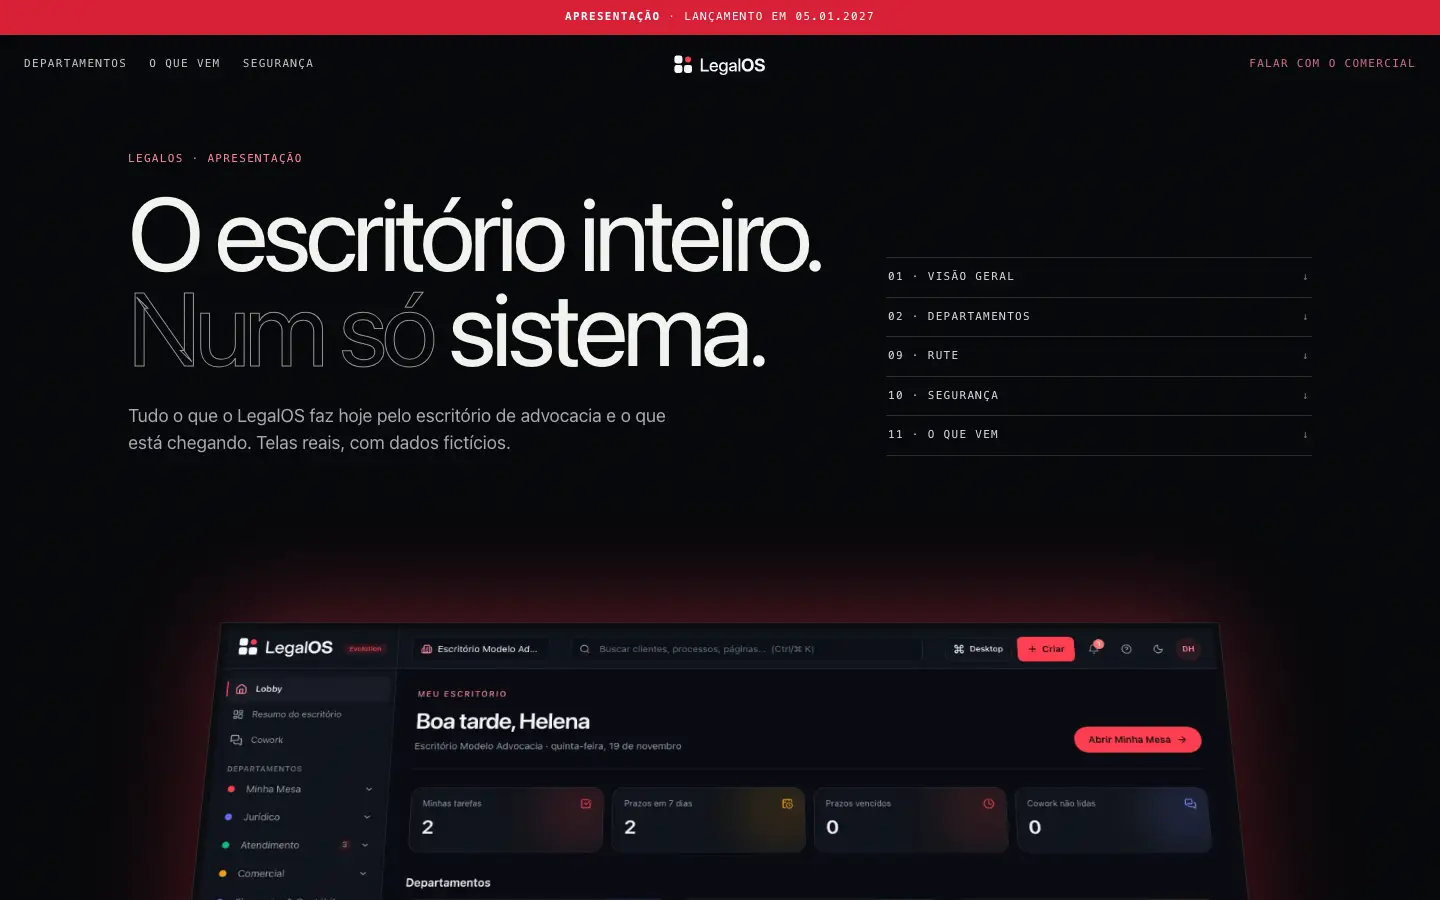 APRESENTAÇÃO · LANÇAMENTO EM 05.01.2027
DEPARTAMENTOS O QUE VEM SEGURANÇA
LegalOS
FALAR COM O COMERCIAL
LEGALOS · APRESENTAÇÃO
O escritório inteiro.
Num só sistema.
Tudo o que o LegalOS faz hoje pelo escritório de advocacia e o que
está chegando. Telas reais, com dados fictícios.
01 · VISÃO GERAL ↓
02 · DEPARTAMENTOS ↓
09 · RUTE ↓
10 · SEGURANÇA ↓
11 · O QUE VEM ↓
LegalOS Evolution
Escritório Modelo Ad...
Buscar clientes, processos, páginas... (Ctrl/⌘ K)
⌘ Desktop
+ Criar
DH
Lobby
Resumo do escritório
Cowork
DEPARTAMENTOS
Minha Mesa
Jurídico
Atendimento
Comercial
MEU ESCRITÓRIO
Boa tarde, Helena
Escritório Modelo Advocacia · quinta-feira, 19 de novembro
Abrir Minha Mesa →
Minhas tarefas
2
Prazos em 7 dias
2
Prazos vencidos
0
Cowork não lidas
0
Departamentos